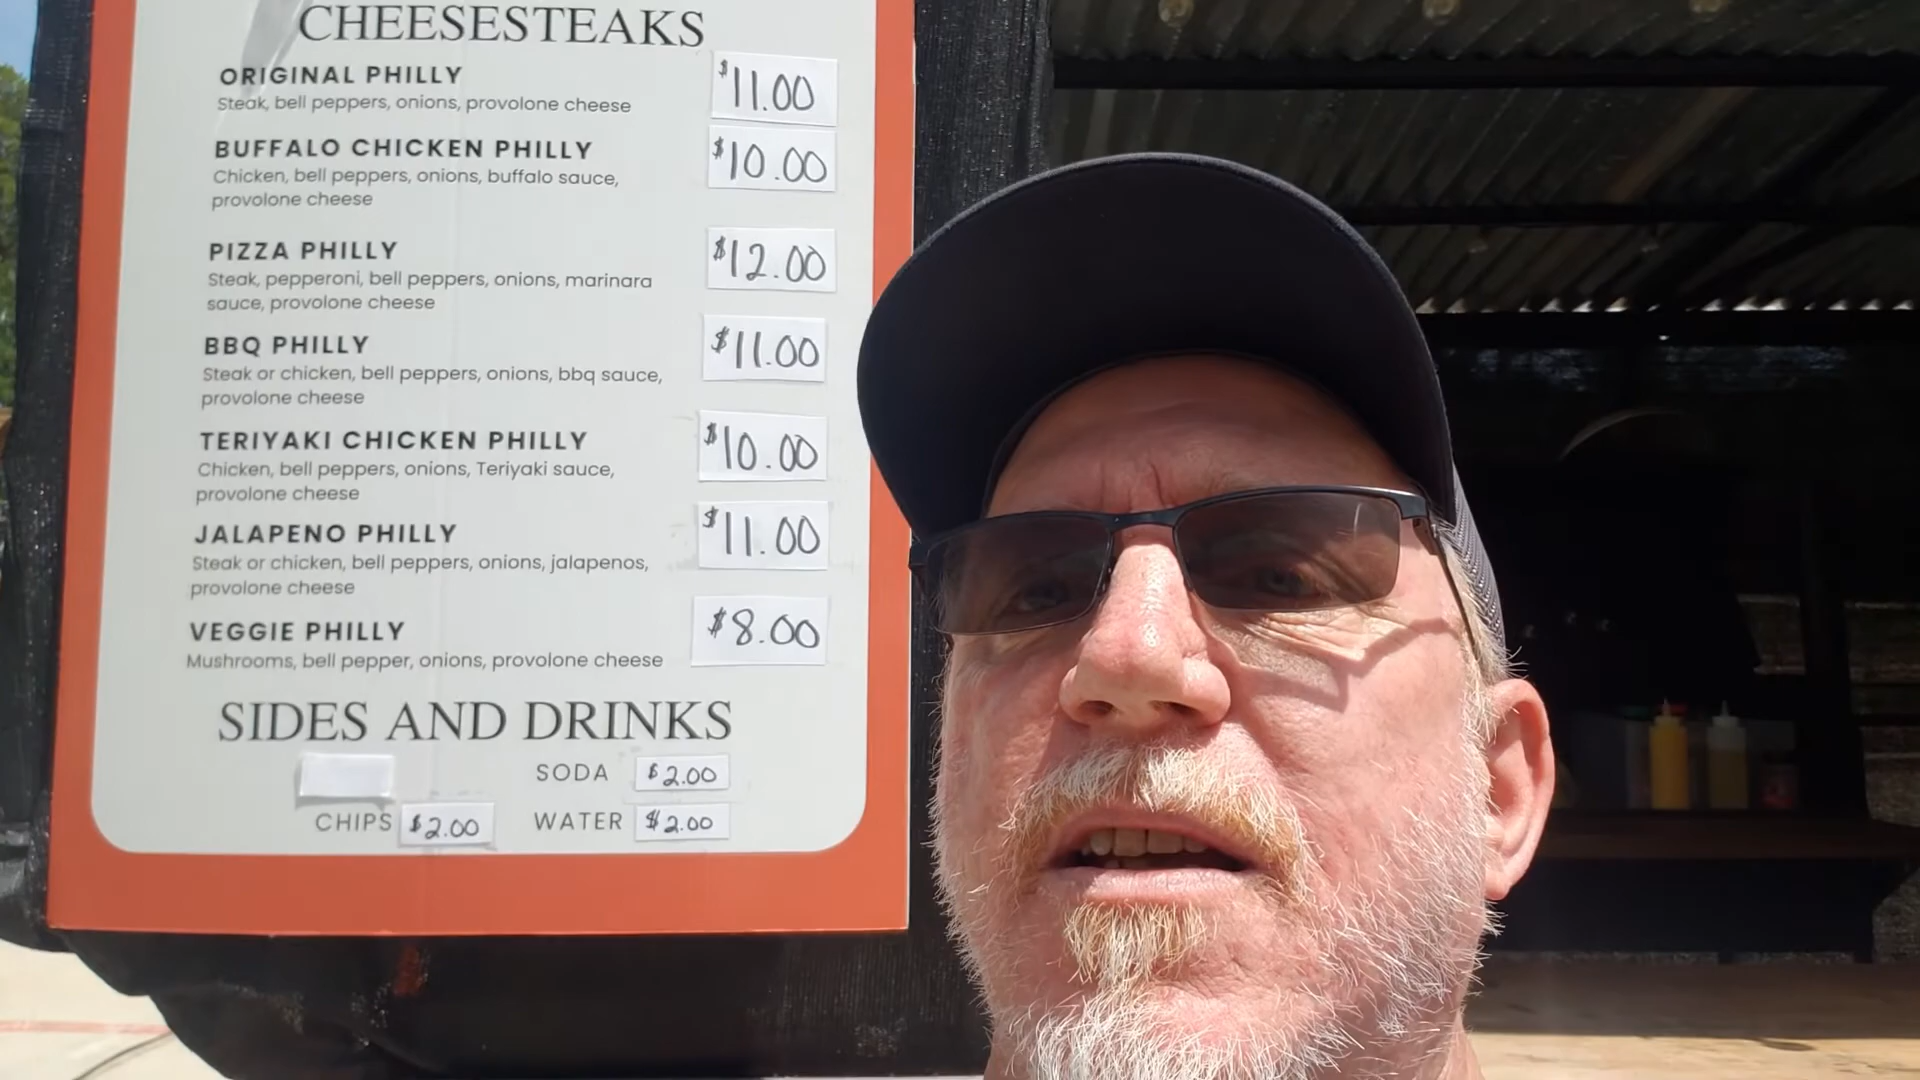 CHEESESTEAKS
ORIGINAL PHILLY $11.00
Steak, bell peppers, onions, provolone cheese
BUFFALO CHICKEN PHILLY $10.00
Chicken, bell peppers, onions, buffalo sauce,
provolone cheese
PIZZA PHILLY $12.00
Steak, pepperoni, bell peppers, onions, marinara
sauce, provolone cheese
BBQ PHILLY $11.00
Steak or chicken, bell peppers, onions, bbq sauce,
provolone cheese
TERIYAKI CHICKEN PHILLY $10.00
Chicken, bell peppers, onions, Teriyaki sauce,
provolone cheese
JALAPENO PHILLY $11.00
Steak or chicken, bell peppers, onions, jalapenos,
provolone cheese
VEGGIE PHILLY $8.00
Mushrooms, bell pepper, onions, provolone cheese
SIDES AND DRINKS
SODA $2.00
CHIPS $2.00 WATER $2.00